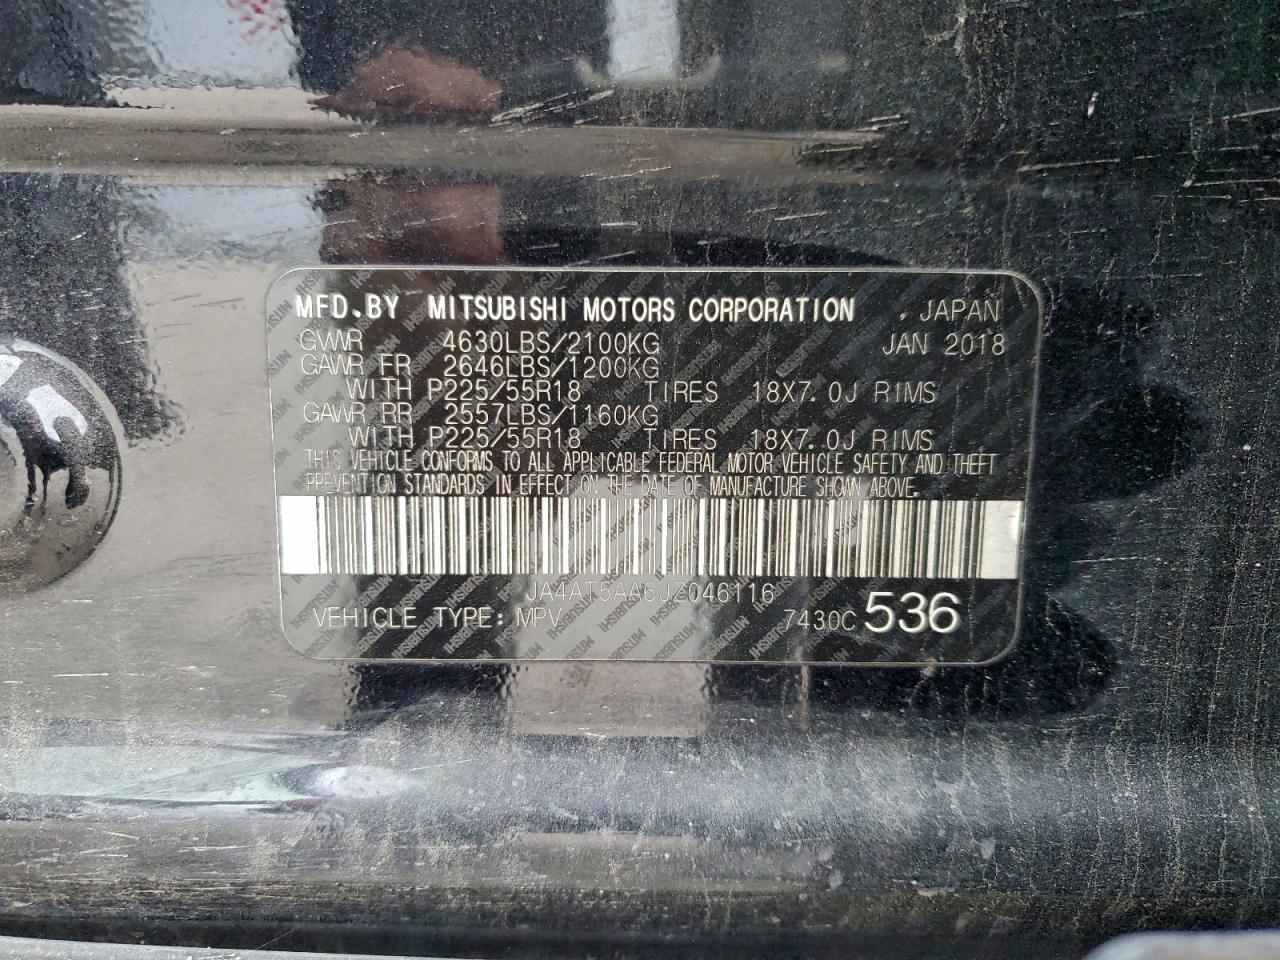 MFD.BY MITSUBISHI MOTORS CORPORATION , JAPAN
GVWR 4630LBS/2100KG JAN 2018
GAWR FR 2646LBS/1200KG
WITH P225/55R18 TIRES 18X7.0J RIMS
GAWR RR 2557LBS/1160KG
WITH P225/55R18 TIRES 18X7.0J RIMS
THIS VEHICLE CONFORMS TO ALL APPLICABLE FEDERAL MOTOR VEHICLE SAFETY AND THEFT
PREVENTION STANDARDS IN EFFECT ON THE DATE OF MANUFACTURE SHOWN ABOVE.
JA4AT5AA6JZ046116
VEHICLE TYPE: MPV 7430C 536